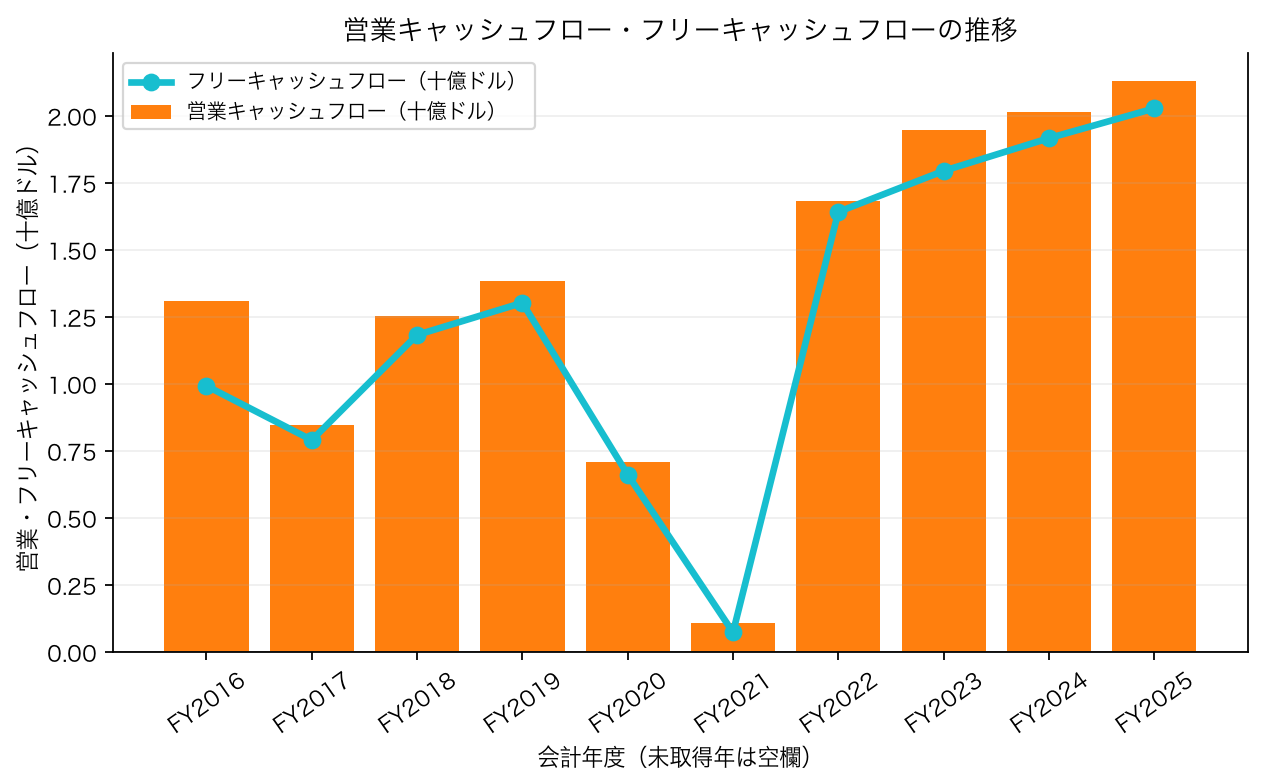 営業キャッシュフロー・フリーキャッシュフローの推移
フリーキャッシュフロー（十億ドル）
営業キャッシュフロー（十億ドル）
営業・フリーキャッシュフロー（十億ドル）
2.00
1.75
1.50
1.25
1.00
0.75
0.50
0.25
0.00
FY2016
FY2017
FY2018
FY2019
FY2020
FY2021
FY2022
FY2023
FY2024
FY2025
会計年度（未取得年は空欄）